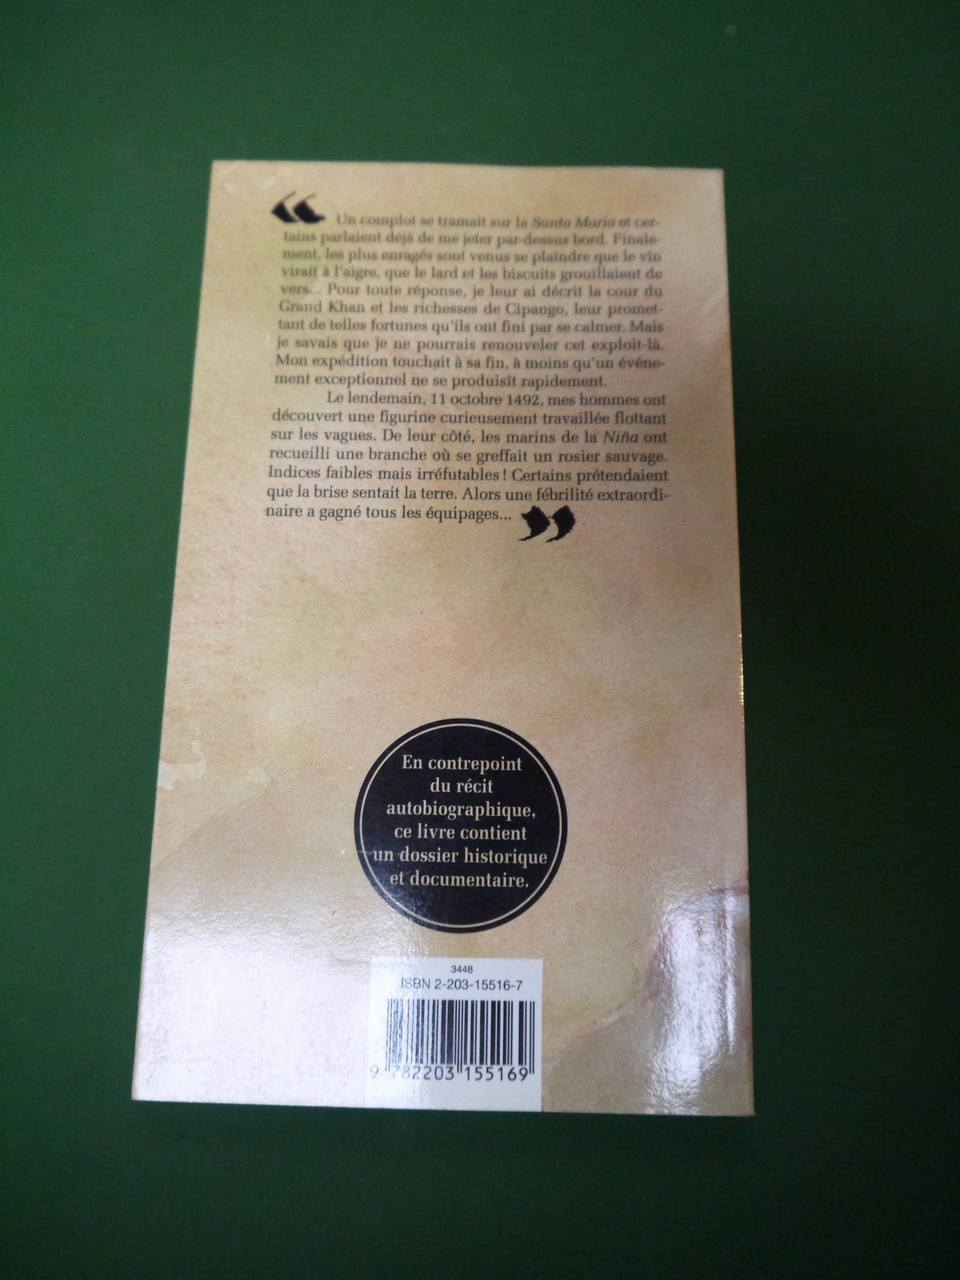 “ Un complot se tramait sur la Santa Maria et cer-
tains parlaient déjà de me jeter par-dessus bord. Finale-
ment, les plus enragés sont venus se plaindre que le vin
virait à l'aigre, que le lard et les biscuits grouillaient de
vers... Pour toute réponse, je leur ai décrit la cour du
Grand Khan et les richesses de Cipango, leur promet-
tant de telles fortunes qu'ils ont fini par se calmer. Mais
je savais que je ne pourrais renouveler cet exploit-là.
Mon expédition touchait à sa fin, à moins qu'un événe-
ment exceptionnel ne se produisît rapidement.
Le lendemain, 11 octobre 1492, mes hommes ont
découvert une figurine curieusement travaillée flottant
sur les vagues. De leur côté, les marins de la Niña ont
recueilli une branche où se greffait un rosier sauvage.
Indices faibles mais irréfutables ! Certains prétendaient
que la brise sentait la terre. Alors une fébrilité extraordi-
naire a gagné tous les équipages... ”
En contrepoint
du récit
autobiographique,
ce livre contient
un dossier historique
et documentaire.
3448
ISBN 2-203-15516-7
9 782203 155169